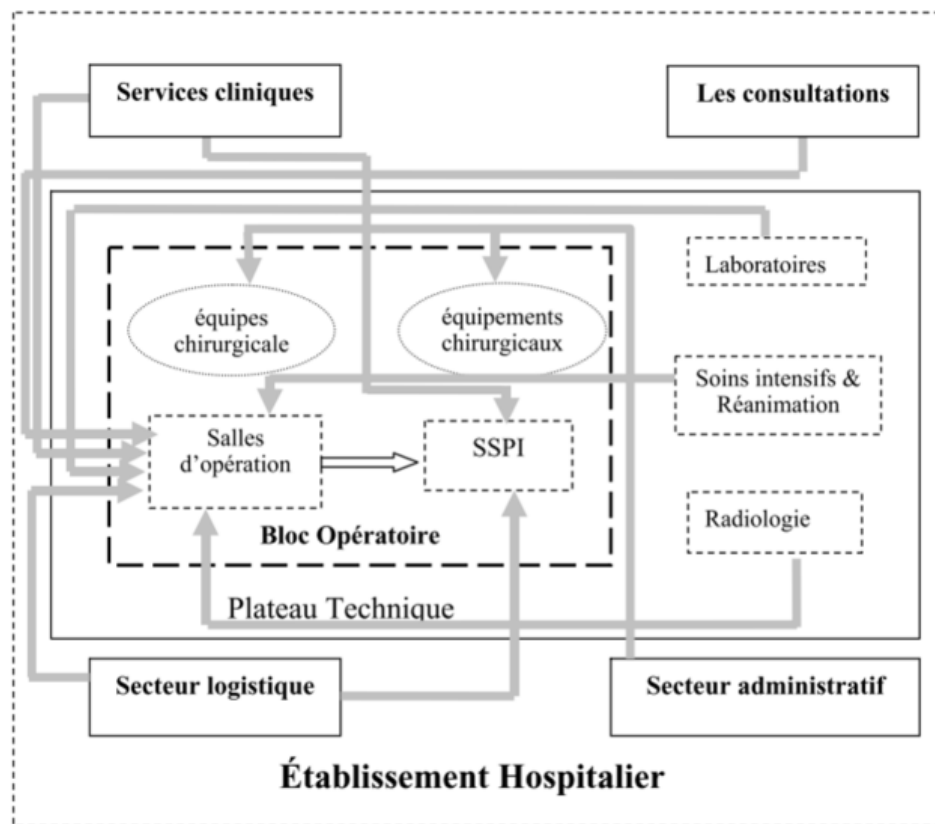 Services cliniques
Les consultations
Laboratoires
équipes
chirurgicale
équipements
chirurgicaux
Soins intensifs &
Réanimation
Salles
d'opération
SSPI
Radiologie
Bloc Opératoire
Plateau Technique
Secteur logistique
Secteur administratif
Établissement Hospitalier